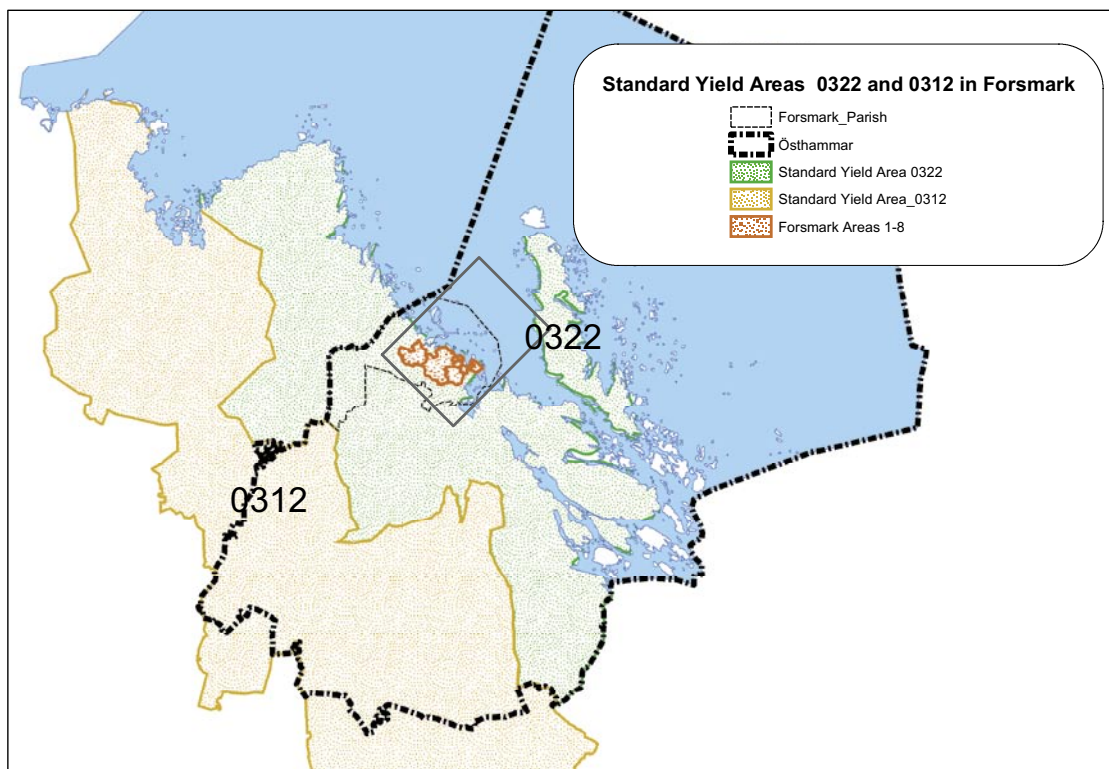 Standard Yield Areas 0322 and 0312 in Forsmark
Forsmark_Parish
Östhammar
Standard Yield Area 0322
Standard Yield Area_0312
Forsmark Areas 1-8
0322
0312